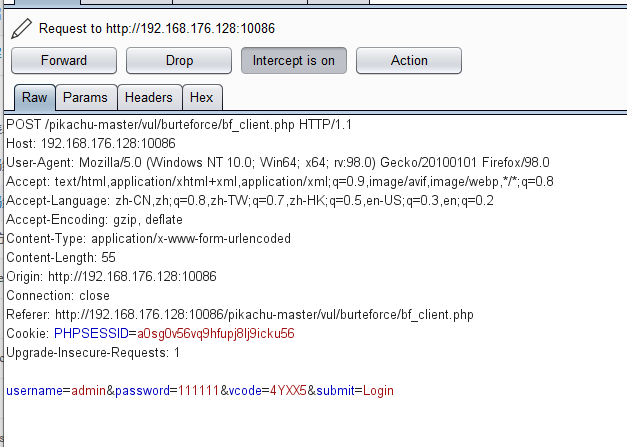 Request to http://192.168.176.128:10086
Forward Drop Intercept is on Action
Raw Params Headers Hex
POST /pikachu-master/vul/burteforce/bf_client.php HTTP/1.1
Host: 192.168.176.128:10086
User-Agent: Mozilla/5.0 (Windows NT 10.0; Win64; x64; rv:98.0) Gecko/20100101 Firefox/98.0
Accept: text/html,application/xhtml+xml,application/xml;q=0.9,image/avif,image/webp,*/*;q=0.8
Accept-Language: zh-CN,zh;q=0.8,zh-TW;q=0.7,zh-HK;q=0.5,en-US;q=0.3,en;q=0.2
Accept-Encoding: gzip, deflate
Content-Type: application/x-www-form-urlencoded
Content-Length: 55
Origin: http://192.168.176.128:10086
Connection: close
Referer: http://192.168.176.128:10086/pikachu-master/vul/burteforce/bf_client.php
Cookie: PHPSESSID=a0sg0v56vq9hfupj8lj9icku56
Upgrade-Insecure-Requests: 1
username=admin&password=111111&vcode=4YXX5&submit=Login